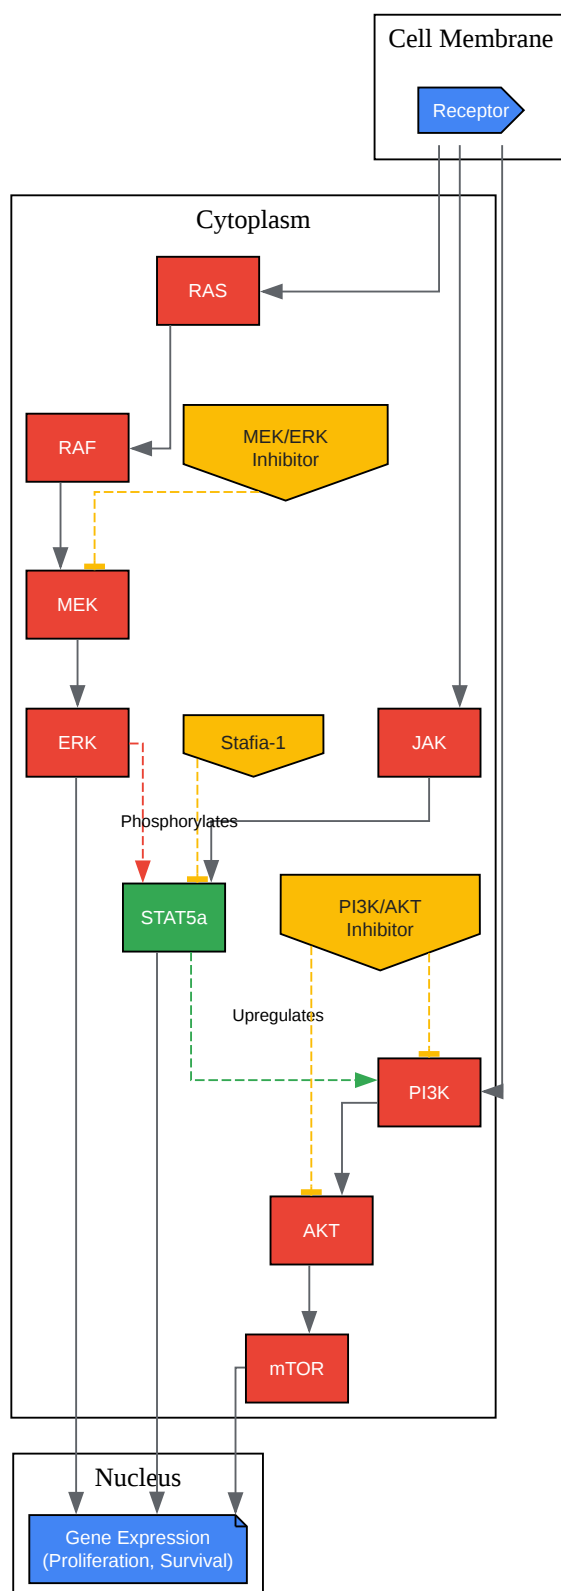 Cell Membrane
Receptor
Cytoplasm
RAS
RAF
MEK/ERK
Inhibitor
MEK
ERK
Stafia-1
JAK
Phosphorylates
STAT5a
PI3K/AKT
Inhibitor
Upregulates
PI3K
AKT
mTOR
Nucleus
Gene Expression
(Proliferation, Survival)